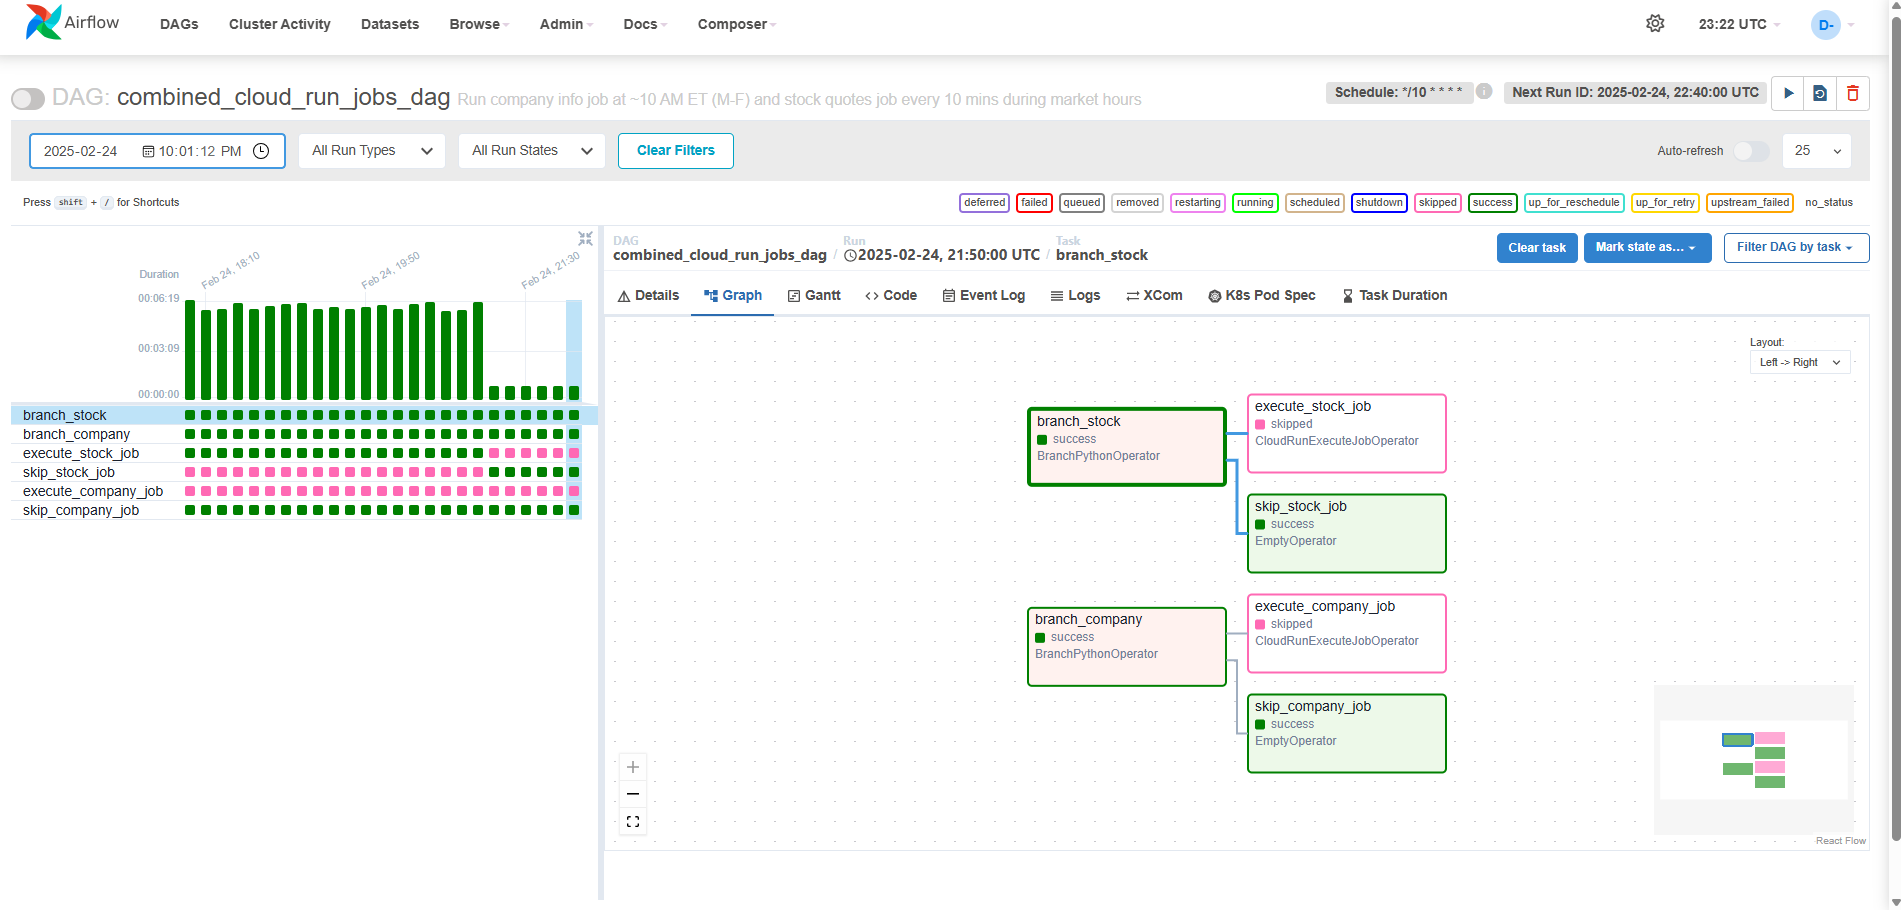 Airflow
DAGs
Cluster Activity
Datasets
Browse
Admin
Docs
Composer
23:22 UTC
D-
DAG: combined_cloud_run_jobs_dag Run company info job at ~10 AM ET (M-F) and stock quotes job every 10 mins during market hours
Schedule: */10 * * * *
i
Next Run ID: 2025-02-24, 22:40:00 UTC
2025-02-24 10:01:12 PM
All Run Types
All Run States
Clear Filters
Auto-refresh
25
Press shift + / for Shortcuts
deferred
failed
queued
removed
restarting
running
scheduled
shutdown
skipped
success
up_for_reschedule
up_for_retry
upstream_failed
no_status
Duration
00:06:19
00:03:09
00:00:00
Feb 24, 18:10
Feb 24, 19:50
Feb 24, 21:30
branch_stock
branch_company
execute_stock_job
skip_stock_job
execute_company_job
skip_company_job
DAG
combined_cloud_run_jobs_dag
/
Run
2025-02-24, 21:50:00 UTC
/
Task
branch_stock
Clear task
Mark state as...
Filter DAG by task
Details
Graph
Gantt
Code
Event Log
Logs
XCom
K8s Pod Spec
Task Duration
Layout:
Left -> Right
branch_stock
success
BranchPythonOperator
execute_stock_job
skipped
CloudRunExecuteJobOperator
skip_stock_job
success
EmptyOperator
branch_company
success
BranchPythonOperator
execute_company_job
skipped
CloudRunExecuteJobOperator
skip_company_job
success
EmptyOperator
React Flow